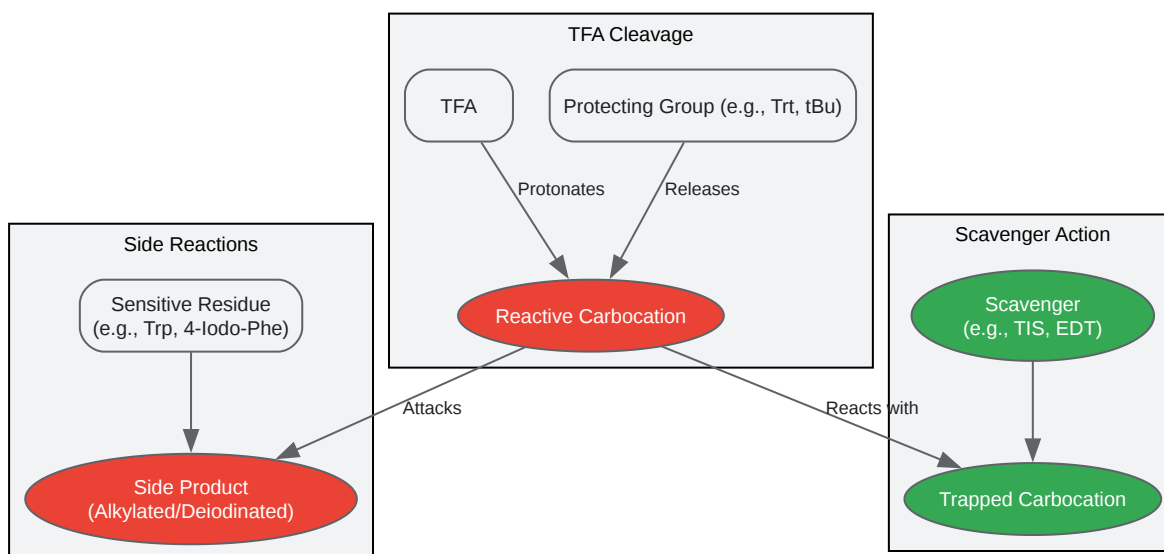 TFA Cleavage
TFA
Protecting Group (e.g., Trt, tBu)
Protonates
Releases
Reactive Carbocation
Side Reactions
Sensitive Residue
(e.g., Trp, 4-Iodo-Phe)
Attacks
Side Product
(Alkylated/Deiodinated)
Scavenger Action
Scavenger
(e.g., TIS, EDT)
Reacts with
Trapped Carbocation